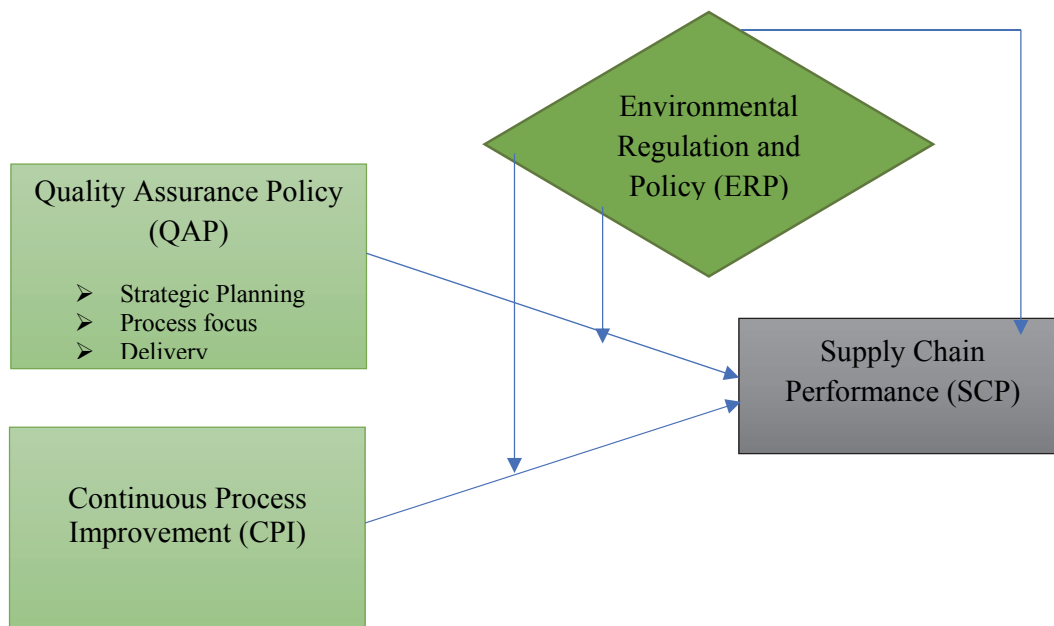 Environmental
Regulation and
Policy (ERP)
Quality Assurance Policy
(QAP)
➤ Strategic Planning
➤ Process focus
➤ Delivery
Supply Chain
Performance (SCP)
Continuous Process
Improvement (CPI)